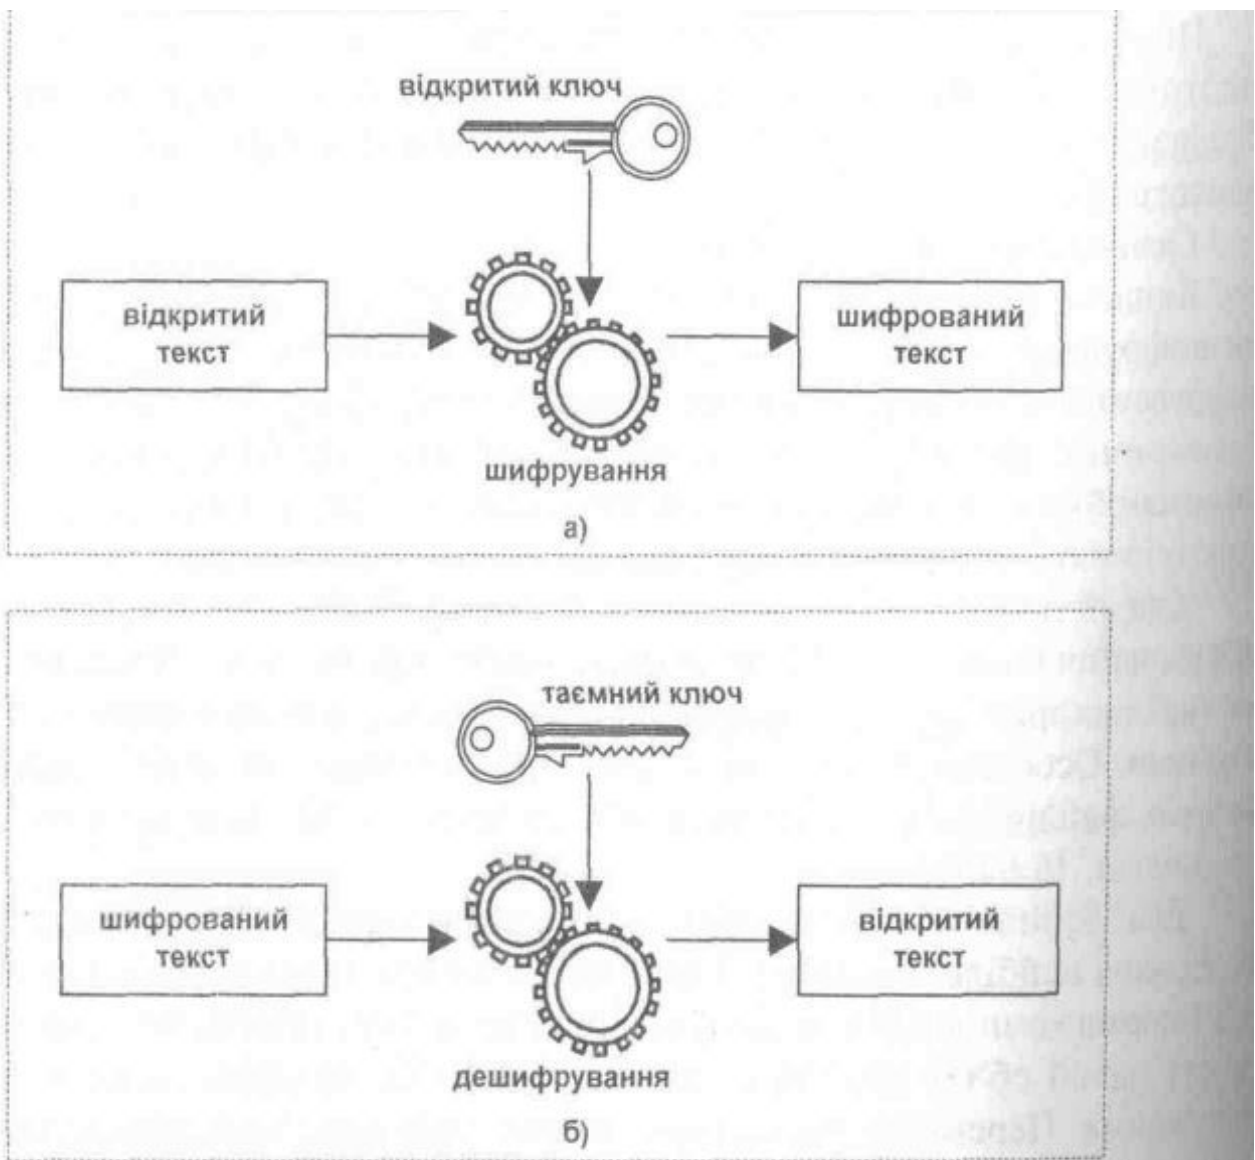 відкритий ключ
відкритий
текст
шифрований
текст
шифрування
а)
таємний ключ
шифрований
текст
відкритий
текст
дешифрування
б)